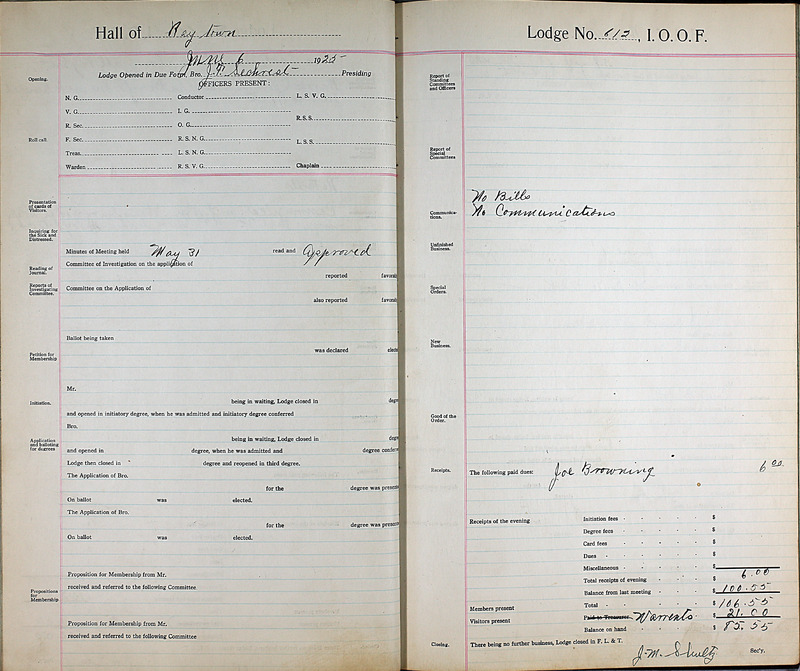 Hall of Ray town
June 6 1925
Lodge Opened in Due Form, Bro. J. F. Sechrest Presiding
OFFICERS PRESENT:
Opening.
N. G. Conductor L. S. V. G.
V. G. I. G. R. S. S.
R. Sec. O. G.
Roll call.
F. Sec. R. S. N. G. L. S. S.
Treas. L. S. N. G.
Warden R. S. V. G. Chaplain
Presentation
of cards of
Visitors.
Inquiring for
the Sick and
Distressed.
Minutes of Meeting held May 31 read and Approved
Reading of
Journal.
Committee of Investigation on the application of
reported
Reports of
Investigating
Committee.
Committee on the Application of
also reported
Ballot being taken
was declared
Petition for
Membership
Mr.
Initiation.
being in waiting, Lodge closed in
and opened in initiatory degree, when he was admitted and initiatory degree conferred
Bro.
Application
and balloting
for degrees
being in waiting, Lodge closed in
and opened in degree, when he was admitted and degree
Lodge then closed in degree and reopened in third degree.
The Application of Bro.
for the degree was
On ballot was elected.
The Application of Bro.
for the degree was
On ballot was elected.
Propositions
for
Membership
Proposition for Membership from Mr.
received and referred to the following Committee
Proposition for Membership from Mr.
received and referred to the following Committee
Lodge No. 613, I. O. O. F.
Report of
Standing
Committees
and Officers
Report of
Special
Committees
No Bills
Communica-
tions.
No Communications
Unfinished
Business.
Special
Orders.
New
Business.
Good of the
Order.
Receipts.
The following paid dues: Joe Browning 6 00
Receipts of the evening Initiation fees $
Degree fees $
Card fees $
Dues $
Miscellaneous $
Total receipts of evening $ 6.00
Balance from last meeting $ 100.55
Members present Total $ 106.55
Visitors present Paid to Treasurer Warrents $ 21.00
Balance on hand $ 85.55
Closing.
There being no further business, Lodge closed in F. L. & T.
J. M. Shultz Sec'y.